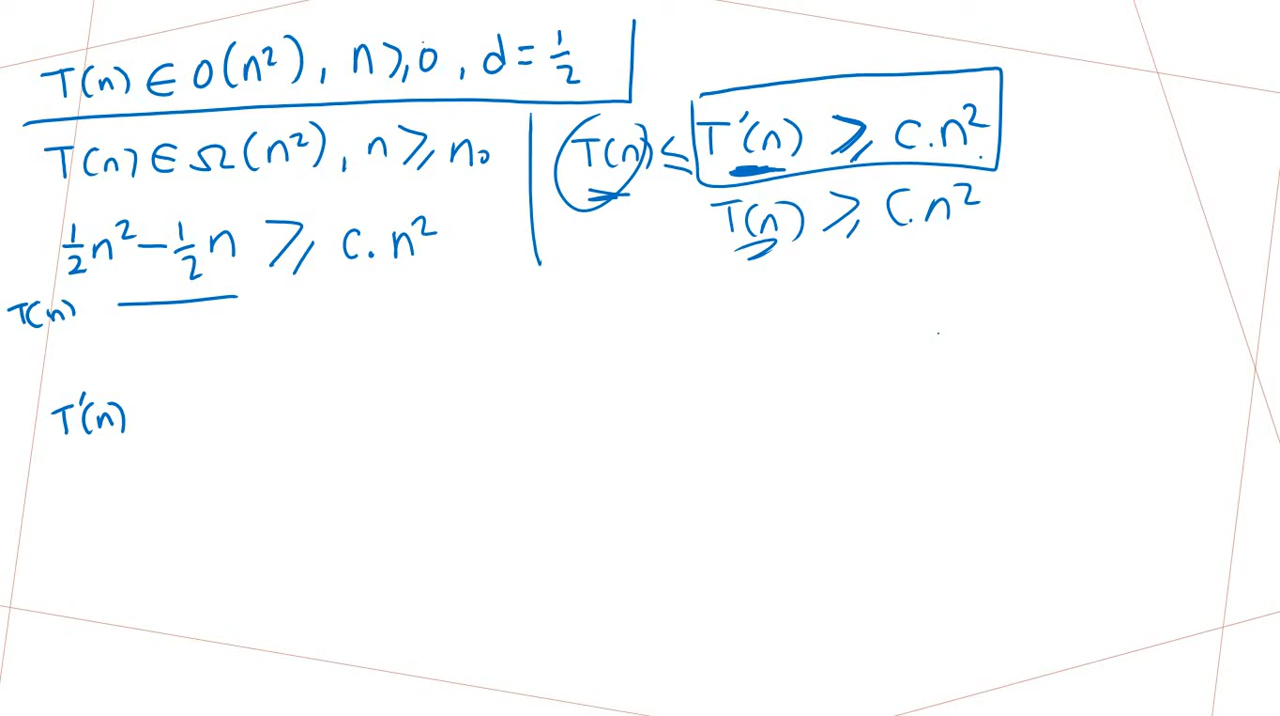 T(n) ∈ O(n²), n ≥ 0, d = 1/2
T(n) ∈ Ω(n²), n ≥ n₀
1/2 n² - 1/2 n ≥ c. n²
T(n)
T'(n)
T(n) ≤ T'(n) ≥ C.n²
T(n) ≥ C.n²